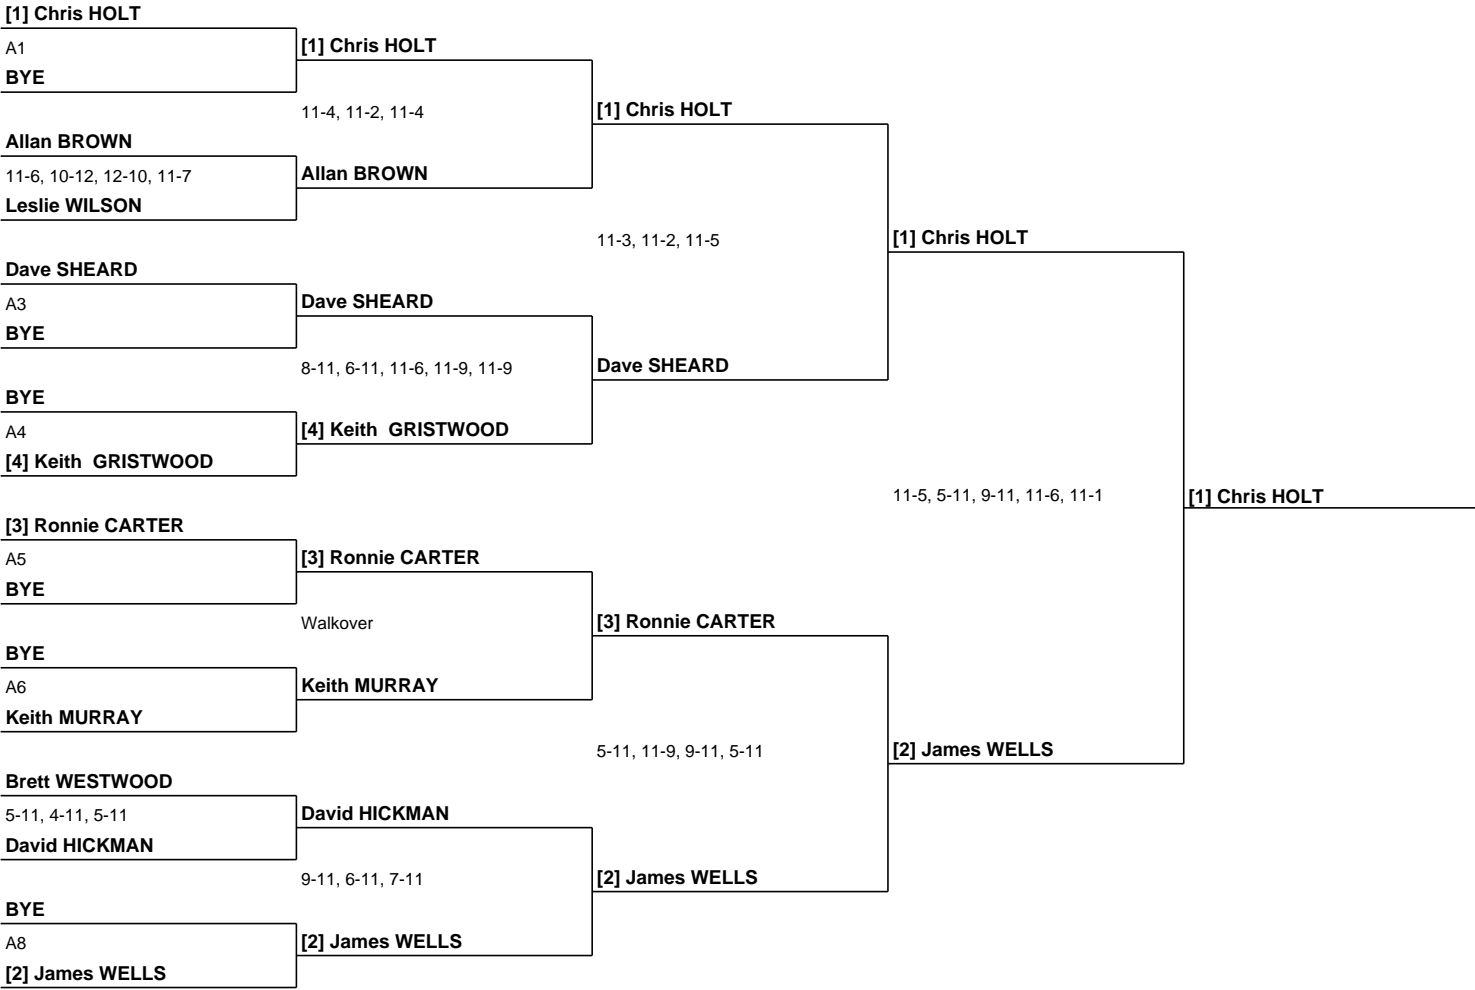 [1] Chris HOLT
A1
BYE
Allan BROWN
11-6, 10-12, 12-10, 11-7
Leslie WILSON
Dave SHEARD
A3
BYE
BYE
A4
[4] Keith  GRISTWOOD
[3] Ronnie CARTER
A5
BYE
BYE
A6
Keith MURRAY
Brett WESTWOOD
5-11, 4-11, 5-11
David HICKMAN
BYE
A8
[2] James WELLS
[1] Chris HOLT
11-4, 11-2, 11-4
Allan BROWN
Dave SHEARD
8-11, 6-11, 11-6, 11-9, 11-9
[4] Keith  GRISTWOOD
[3] Ronnie CARTER
Walkover
Keith MURRAY
David HICKMAN
9-11, 6-11, 7-11
[2] James WELLS
[1] Chris HOLT
11-3, 11-2, 11-5
Dave SHEARD
[3] Ronnie CARTER
5-11, 11-9, 9-11, 5-11
[2] James WELLS
[1] Chris HOLT
11-5, 5-11, 9-11, 11-6, 11-1
[2] James WELLS
[1] Chris HOLT